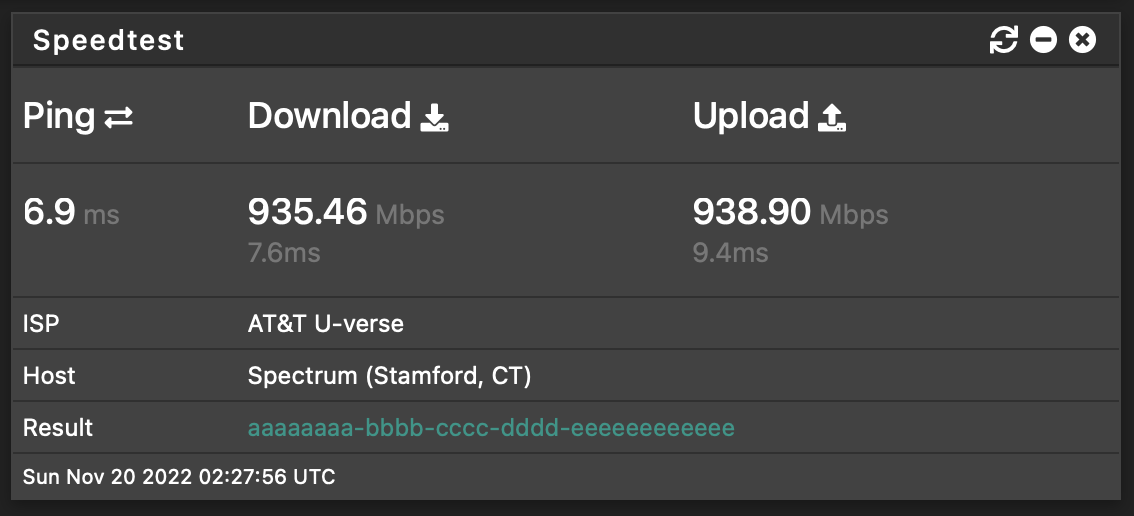 Speedtest
Ping Download Upload
6.9 ms 935.46 Mbps 938.90 Mbps
7.6ms 9.4ms
ISP AT&T U-verse
Host Spectrum (Stamford, CT)
Result aaaaaaaa-bbbb-cccc-dddd-eeeeeeeeeeee
Sun Nov 20 2022 02:27:56 UTC